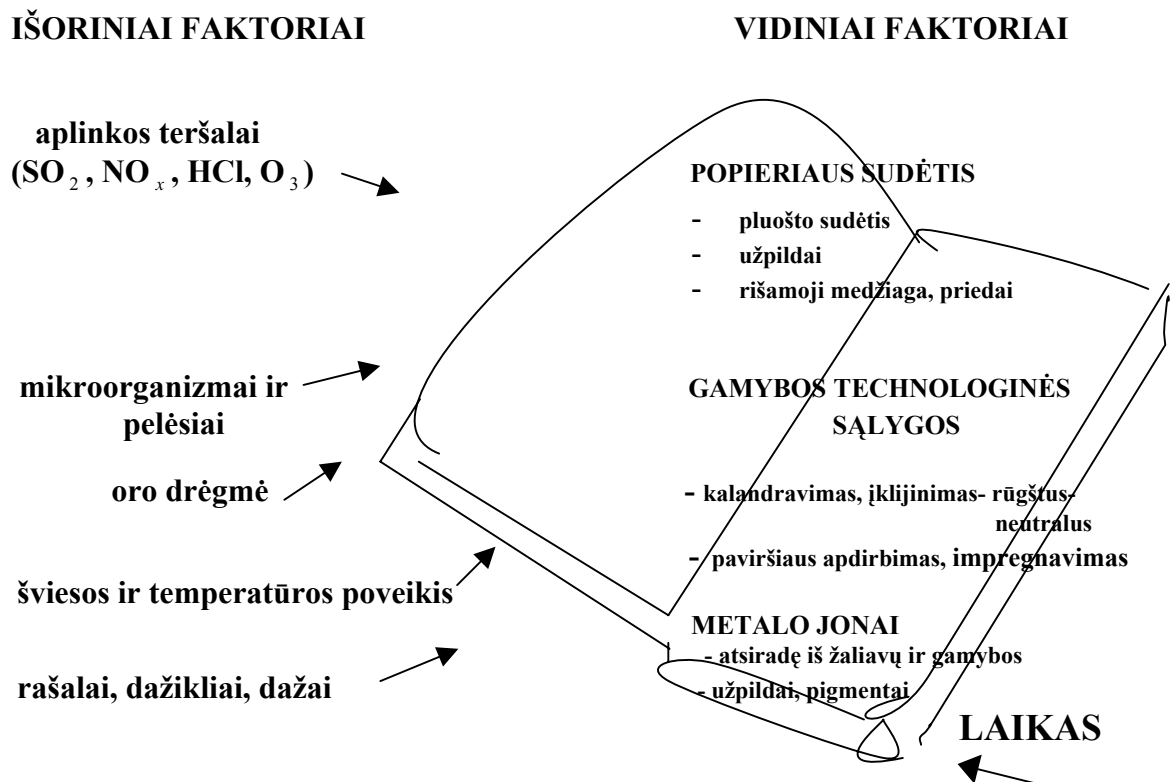 IŠORINIAI FAKTORIAI
aplinkos teršalai
(SO₂, NOₓ, HCl, O₃)
mikroorganizmai ir
pelėsiai
oro drėgmė
šviesos ir temperatūros poveikis
rašalai, dažikliai, dažai
VIDINIAI FAKTORIAI
POPIERIAUS SUDĖTIS
- pluošto sudėtis
- užpildai
- rišamoji medžiaga, priedai
GAMYBOS TECHNOLOGINĖS
SĄLYGOS
- kalandravimas, įklijinimas- rūgštus-
neutralus
- paviršiaus apdirbimas, impregnavimas
METALO JONAI
- atsiradę iš žaliavų ir gamybos
- užpildai, pigmentai
LAIKAS